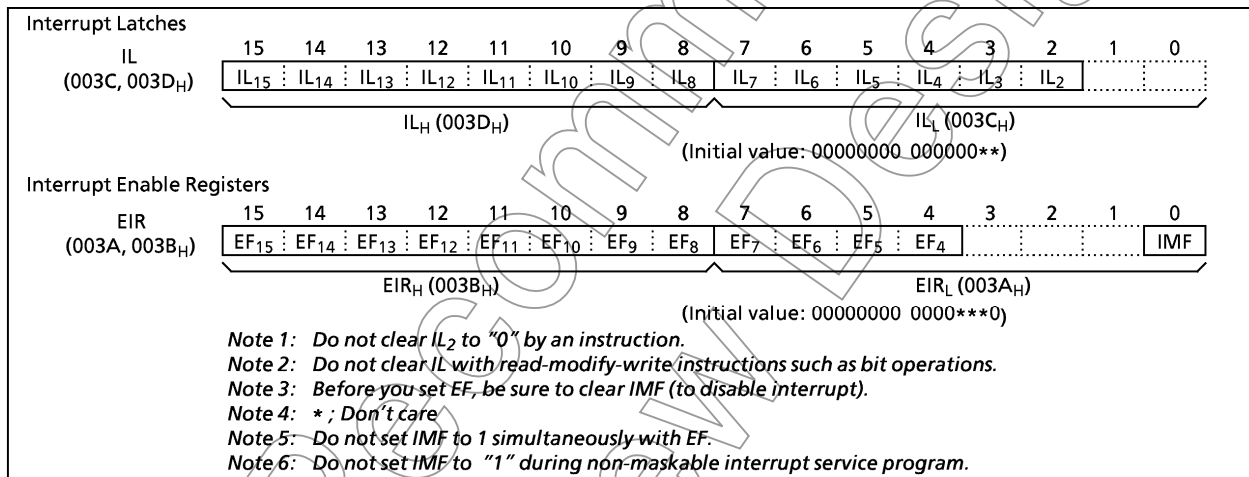 Interrupt Latches
15 14 13 12 11 10 9 8 7 6 5 4 3 2 1 0
IL
(003C, 003DH)
IL15 IL14 IL13 IL12 IL11 IL10 IL9 IL8 IL7 IL6 IL5 IL4 IL3 IL2
ILH (003DH) ILL (003CH)
(Initial value: 00000000 000000**)
Interrupt Enable Registers
15 14 13 12 11 10 9 8 7 6 5 4 3 2 1 0
EIR
(003A, 003BH)
EF15 EF14 EF13 EF12 EF11 EF10 EF9 EF8 EF7 EF6 EF5 EF4 IMF
EIRH (003BH) EIRL (003AH)
(Initial value: 00000000 0000***0)
Note 1: Do not clear IL2 to "0" by an instruction.
Note 2: Do not clear IL with read-modify-write instructions such as bit operations.
Note 3: Before you set EF, be sure to clear IMF (to disable interrupt).
Note 4: * ; Don't care
Note 5: Do not set IMF to 1 simultaneously with EF.
Note 6: Do not set IMF to "1" during non-maskable interrupt service program.